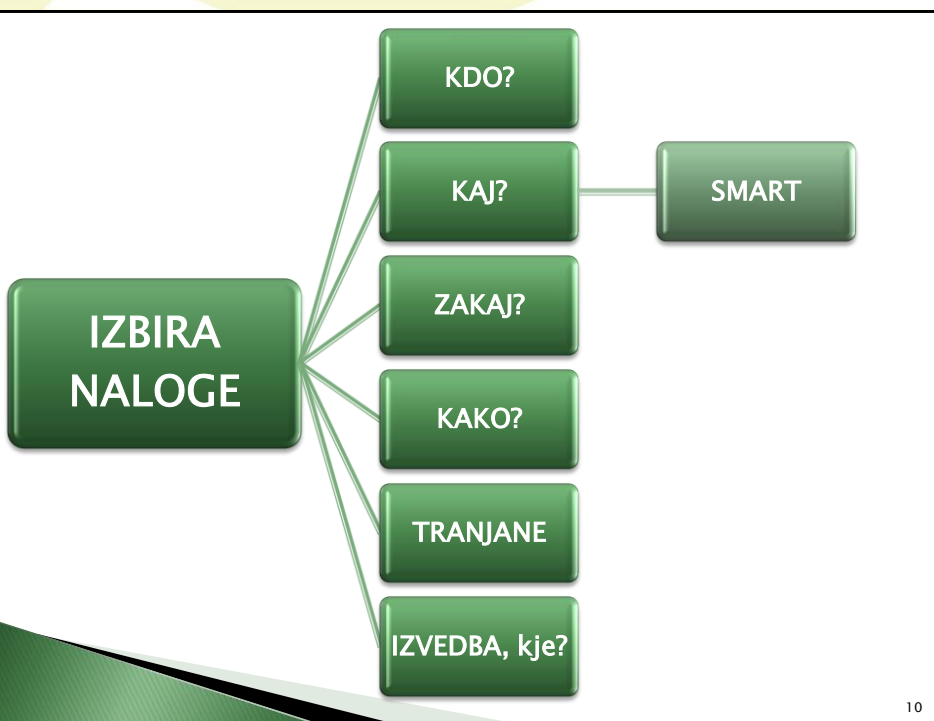 KDO?
KAJ?
SMART
ZAKAJ?
IZBIRA
NALOGE
KAKO?
TRANJANE
IZVEDBA, kje?
10